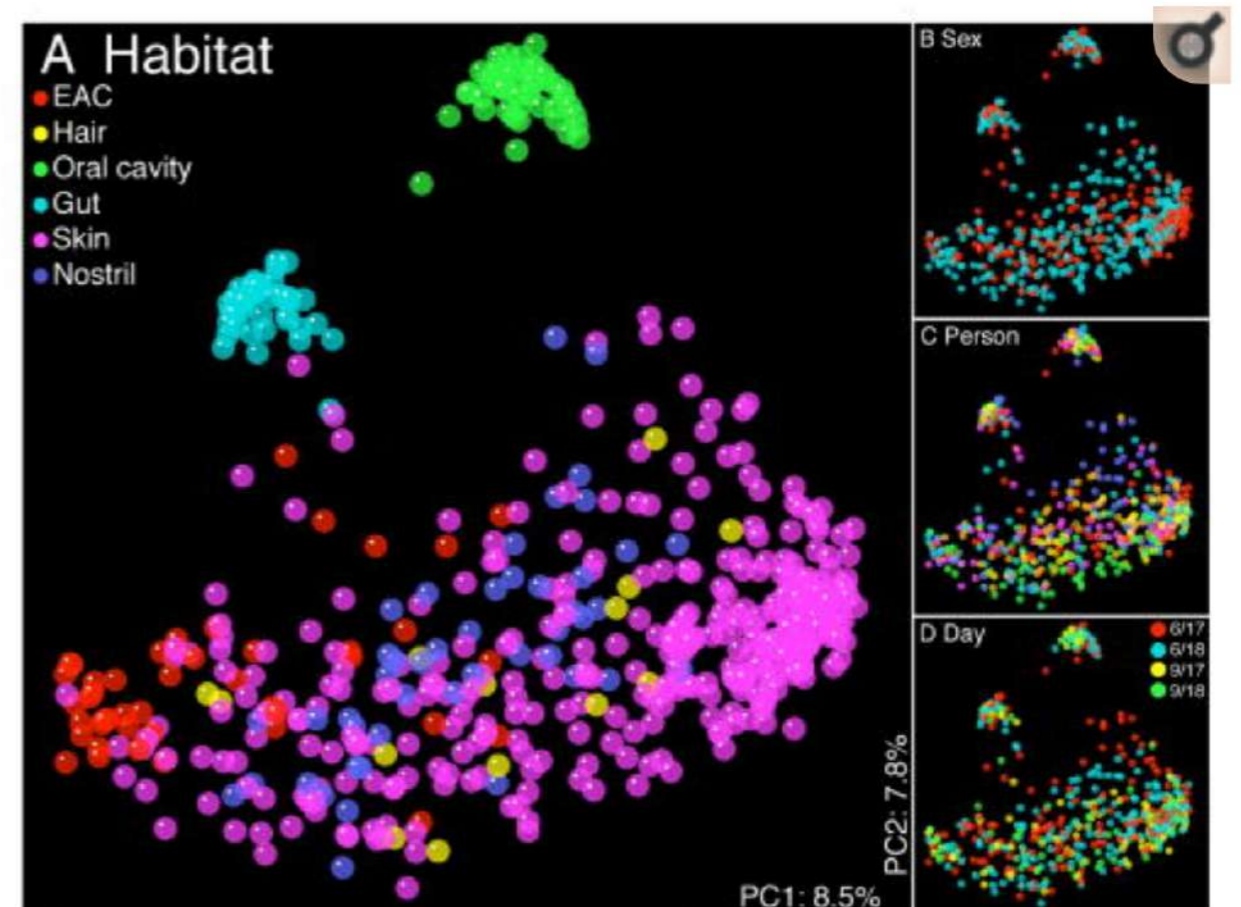 A Habitat
EAC
Hair
Oral cavity
Gut
Skin
Nostril
PC1: 8.5%
PC2: 7.8%
B Sex
C Person
D Day
6/17
6/18
9/17
9/18